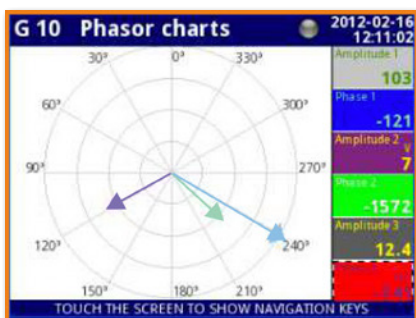 G 10 Phasor charts
2012-02-16
12:11:02
30° 0° 330°
60° 300°
90° 270°
120° 240°
150° 180° 210°
Amplitude 1
103
Phase 1
-121
Amplitude 2
V
7
Phase 2
-1572
Amplitude 3
12.4
TOUCH THE SCREEN TO SHOW NAVIGATION KEYS